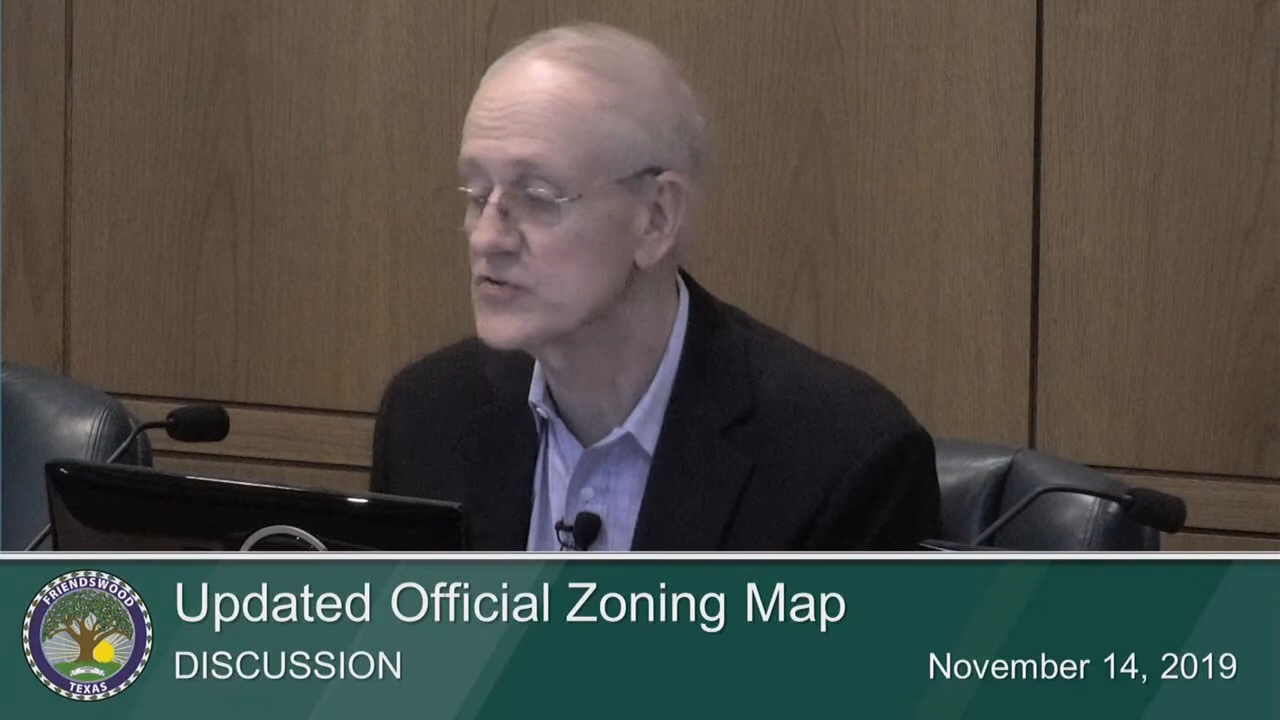 FRIENDSWOOD
TEXAS
Updated Official Zoning Map
DISCUSSION
November 14, 2019